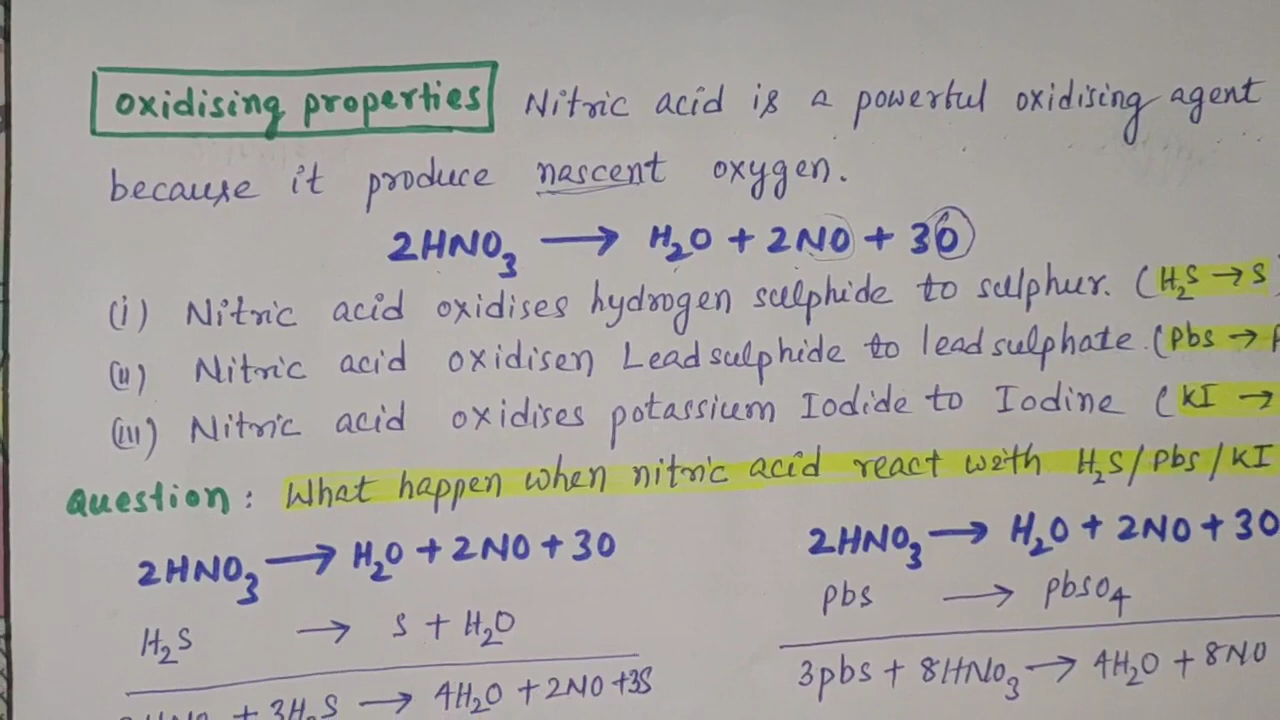 oxidising properties Nitric acid is a powerful oxidising agent
because it produce nascent oxygen.
2HNO₃ → H₂O + 2NO + 3O
(i) Nitric acid oxidises hydrogen sulphide to sulphur. (H₂S → S
(ii) Nitric acid oxidisen Lead sulphide to lead sulphate. (pbs →
(iii) Nitric acid oxidises potassium Iodide to Iodine (KI →
Question: What happen when nitric acid react with H₂S/pbs/KI
2HNO₃ → H₂O + 2NO + 3O
H₂S → S + H₂O
+ 3H₂S → 4H₂O + 2NO + 3S
2HNO₃ → H₂O + 2NO + 3O
pbs → pbsO₄
3pbs + 8HNO₃ → 4H₂O + 8NO